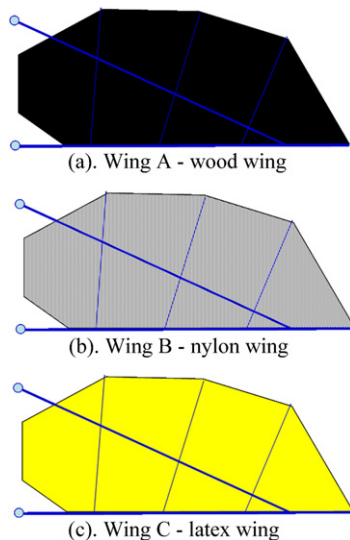 (a). Wing A - wood wing
(b). Wing B - nylon wing
(c). Wing C - latex wing